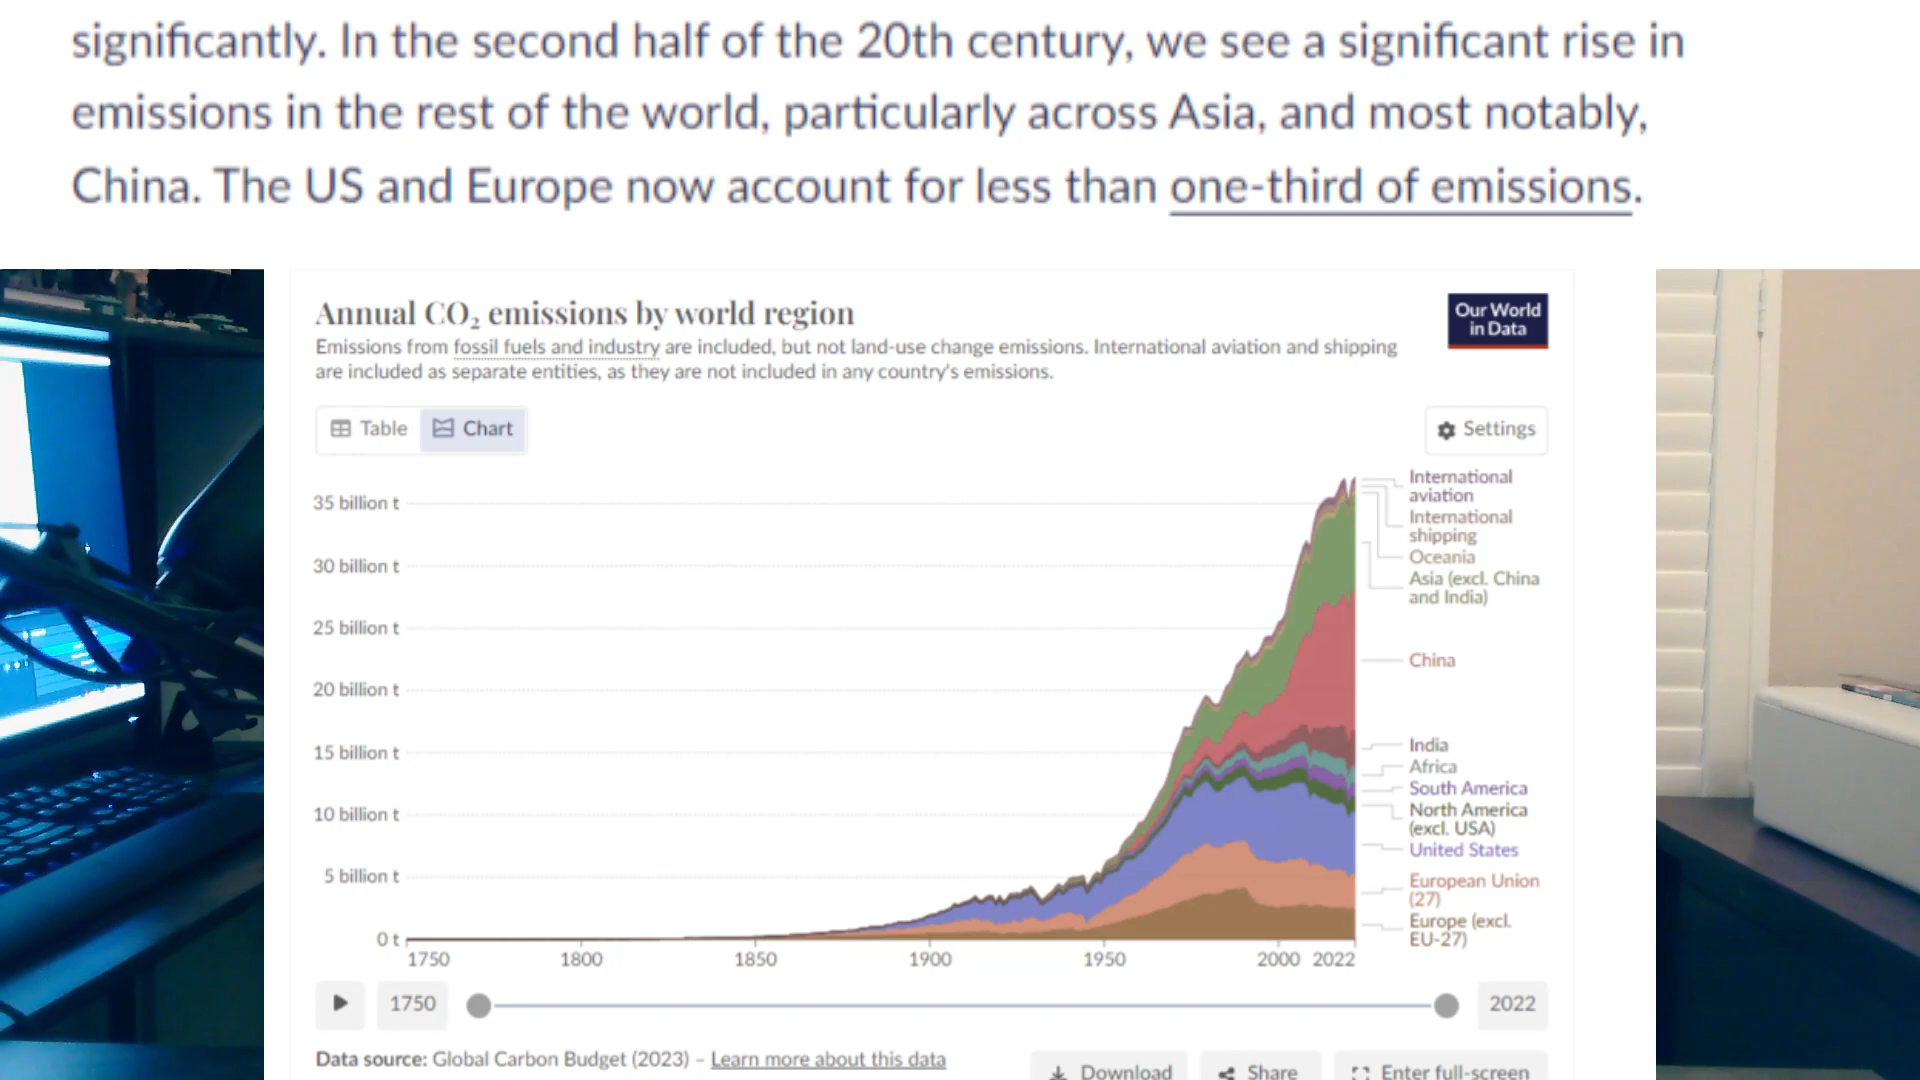 significantly. In the second half of the 20th century, we see a significant rise in
emissions in the rest of the world, particularly across Asia, and most notably,
China. The US and Europe now account for less than one-third of emissions.
Annual CO₂ emissions by world region
Our World
in Data
Emissions from fossil fuels and industry are included, but not land-use change emissions. International aviation and shipping
are included as separate entities, as they are not included in any country's emissions.
Table
Chart
Settings
35 billion t
30 billion t
25 billion t
20 billion t
15 billion t
10 billion t
5 billion t
0 t
International
aviation
International
shipping
Oceania
Asia (excl. China
and India)
China
India
Africa
South America
North America
(excl. USA)
United States
European Union
(27)
Europe (excl.
EU-27)
1750
1800
1850
1900
1950
2000
2022
1750
2022
Data source: Global Carbon Budget (2023) – Learn more about this data
Download
Share
Enter full-screen